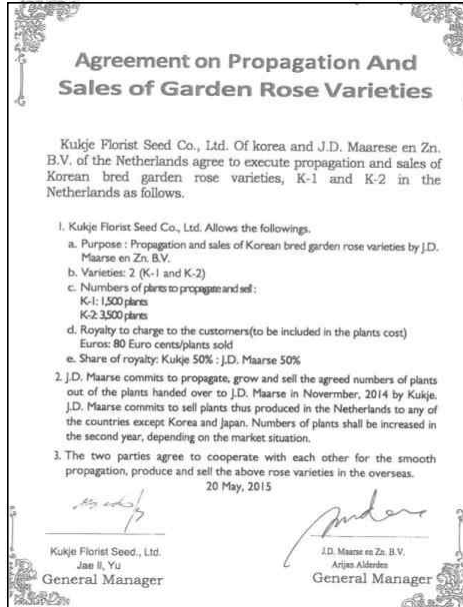 Agreement on Propagation And
Sales of Garden Rose Varieties
Kukje Florist Seed Co., Ltd. Of korea and J.D. Maarese en Zn.
B.V. of the Netherlands agree to execute propagation and sales of
Korean bred garden rose varieties, K-1 and K-2 in the
Netherlands as follows.
1. Kukje Florist Seed Co., Ltd. Allows the followings.
a. Purpose : Propagation and sales of Korean bred garden rose varieties by J.D.
Maarse en Zn. B.V.
b. Varieties: 2 (K-1 and K-2)
c. Numbers of plants to propagate and sell :
K-1: 1,500 plants
K-2: 3,500 plants
d. Royalty to charge to the customers(to be included in the plants cost)
Euros: 80 Euro cents/plants sold
e. Share of royalty: Kukje 50% : J.D. Maarse 50%
2. J.D. Maarse commits to propagate, grow and sell the agreed numbers of plants
out of the plants handed over to J.D. Maarse in Novermber, 2014 by Kukje.
J.D. Maarse commits to sell plants thus produced in the Netherlands to any of
the countries except Korea and Japan. Numbers of plants shall be increased in
the second year, depending on the market situation.
3. The two parties agree to cooperate with each other for the smooth
propagation, produce and sell the above rose varieties in the overseas.
20 May, 2015
Kukje Florist Seed., Ltd.
Jae Il, Yu
General Manager
J.D. Maarse en Zn. B.V.
Arijan Alderden
General Manager